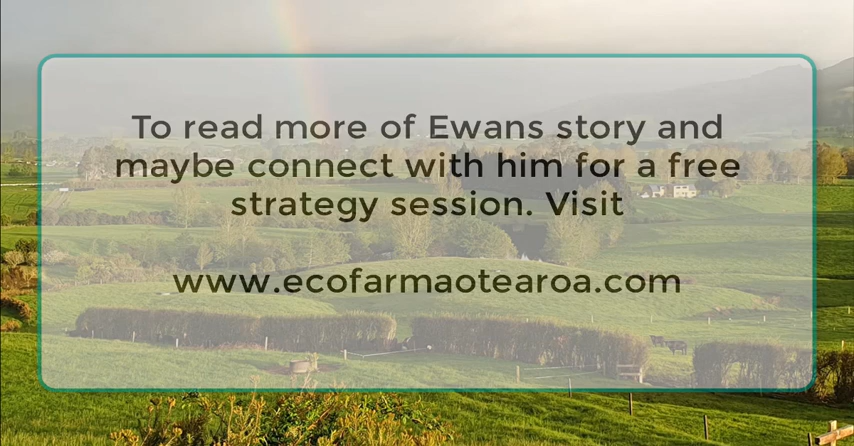 To read more of Ewans story and
maybe connect with him for a free
strategy session. Visit
www.ecofarmaotearoa.com